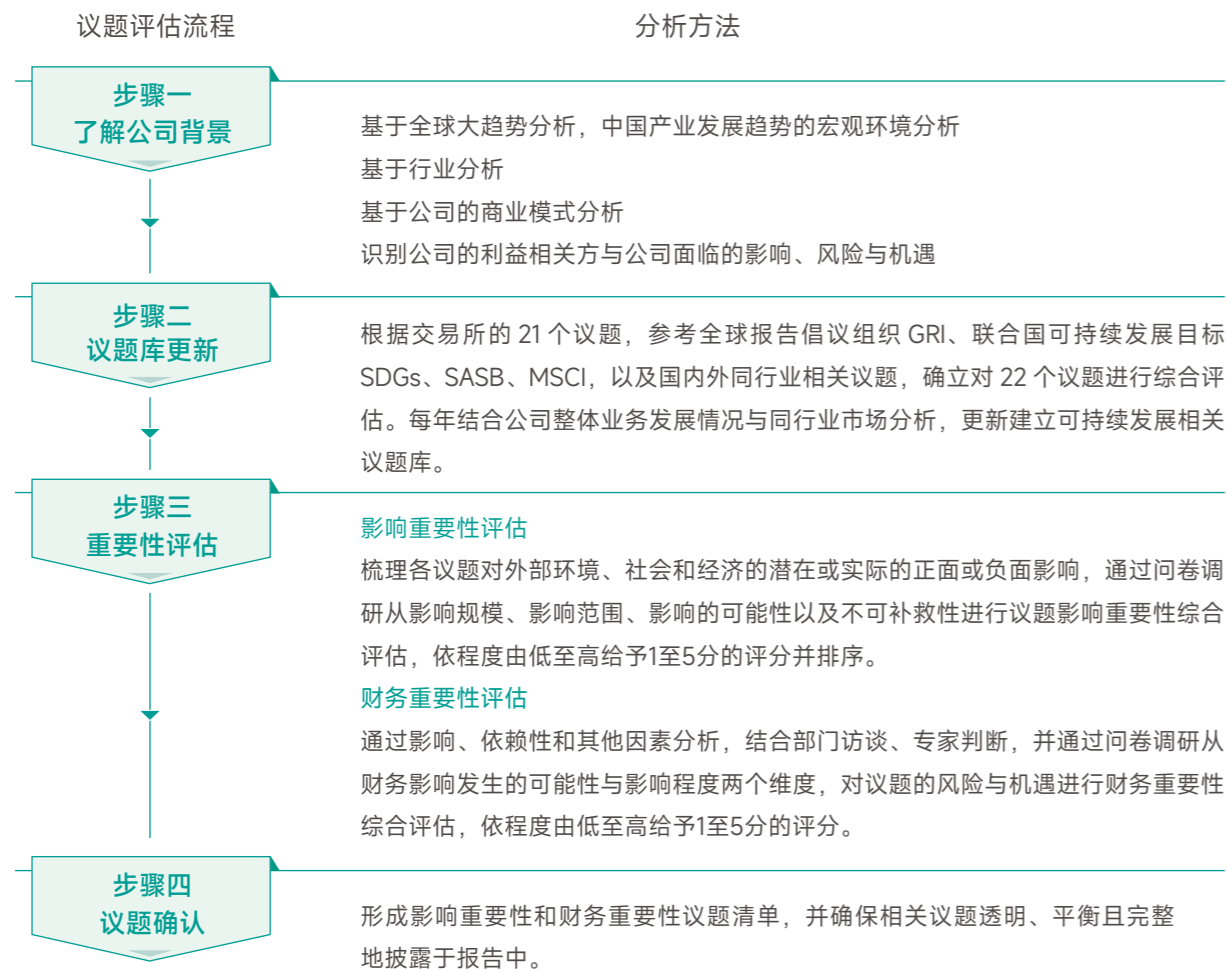 议题评估流程
分析方法
步骤一
了解公司背景
基于全球大趋势分析，中国产业发展趋势的宏观环境分析
基于行业分析
基于公司的商业模式分析
识别公司的利益相关方与公司面临的影响、风险与机遇
步骤二
议题库更新
根据交易所的 21 个议题，参考全球报告倡议组织 GRI、联合国可持续发展目标
SDGs、SASB、MSCI，以及国内外同行业相关议题，确立对 22 个议题进行综合评
估。每年结合公司整体业务发展情况与同行业市场分析，更新建立可持续发展相关
议题库。
步骤三
重要性评估
影响重要性评估
梳理各议题对外部环境、社会和经济的潜在或实际的正面或负面影响，通过问卷调
研从影响规模、影响范围、影响的可能性以及不可补救性进行议题影响重要性综合
评估，依程度由低至高给予1至5分的评分并排序。
财务重要性评估
通过影响、依赖性和其他因素分析，结合部门访谈、专家判断，并通过问卷调研从
财务影响发生的可能性与影响程度两个维度，对议题的风险与机遇进行财务重要性
综合评估，依程度由低至高给予1至5分的评分。
步骤四
议题确认
形成影响重要性和财务重要性议题清单，并确保相关议题透明、平衡且完整
地披露于报告中。